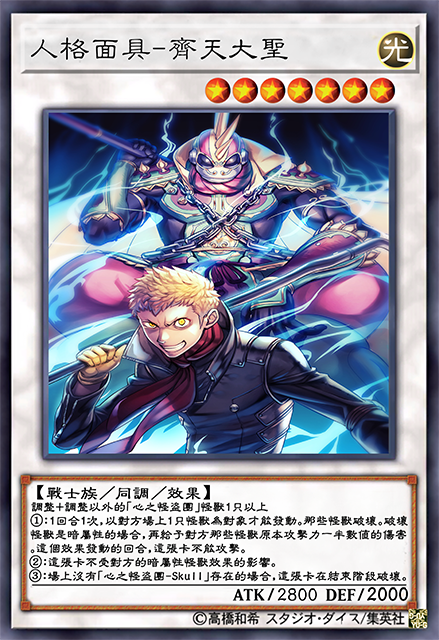 人格面具-齊天大聖
光
【戰士族／同調／效果】
調整+調整以外的「心之怪盜團」怪獸1只以上
①:1回合1次,以對方場上1只怪獸為對象才能發動。那些怪獸破壞。破壞
怪獸是暗屬性的場合,再給予對方那些怪獸原本攻擊力一半數值的傷害
。這個效果發動的回合,這張卡不能攻擊。
②:這張卡不受對方的暗屬性怪獸效果的影響。
③:場上沒有「心之怪盜團-Skull」存在的場合,這張卡在結束階段破壞。
ATK/2800 DEF/2000
©高橋和希 スタジオ・ダイス/集英社